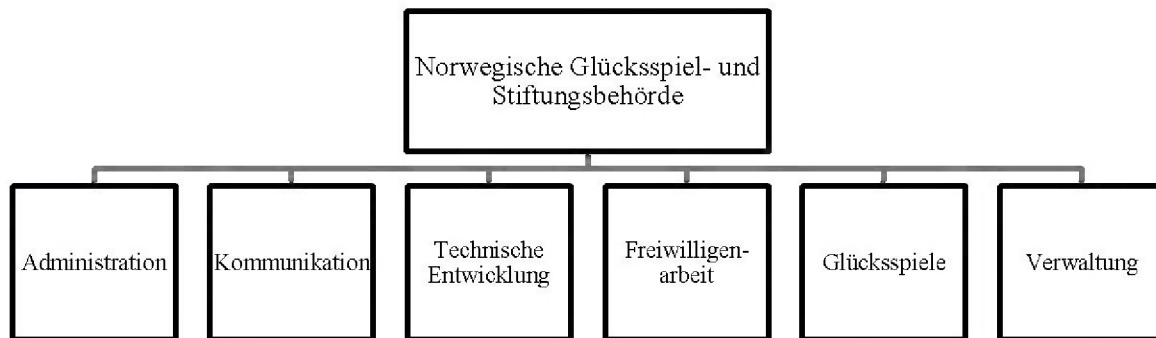 Norwegische Glücksspiel- und
Stiftungsbehörde
Administration
Kommunikation
Technische
Entwicklung
Freiwilligen-
arbeit
Glücksspiele
Verwaltung